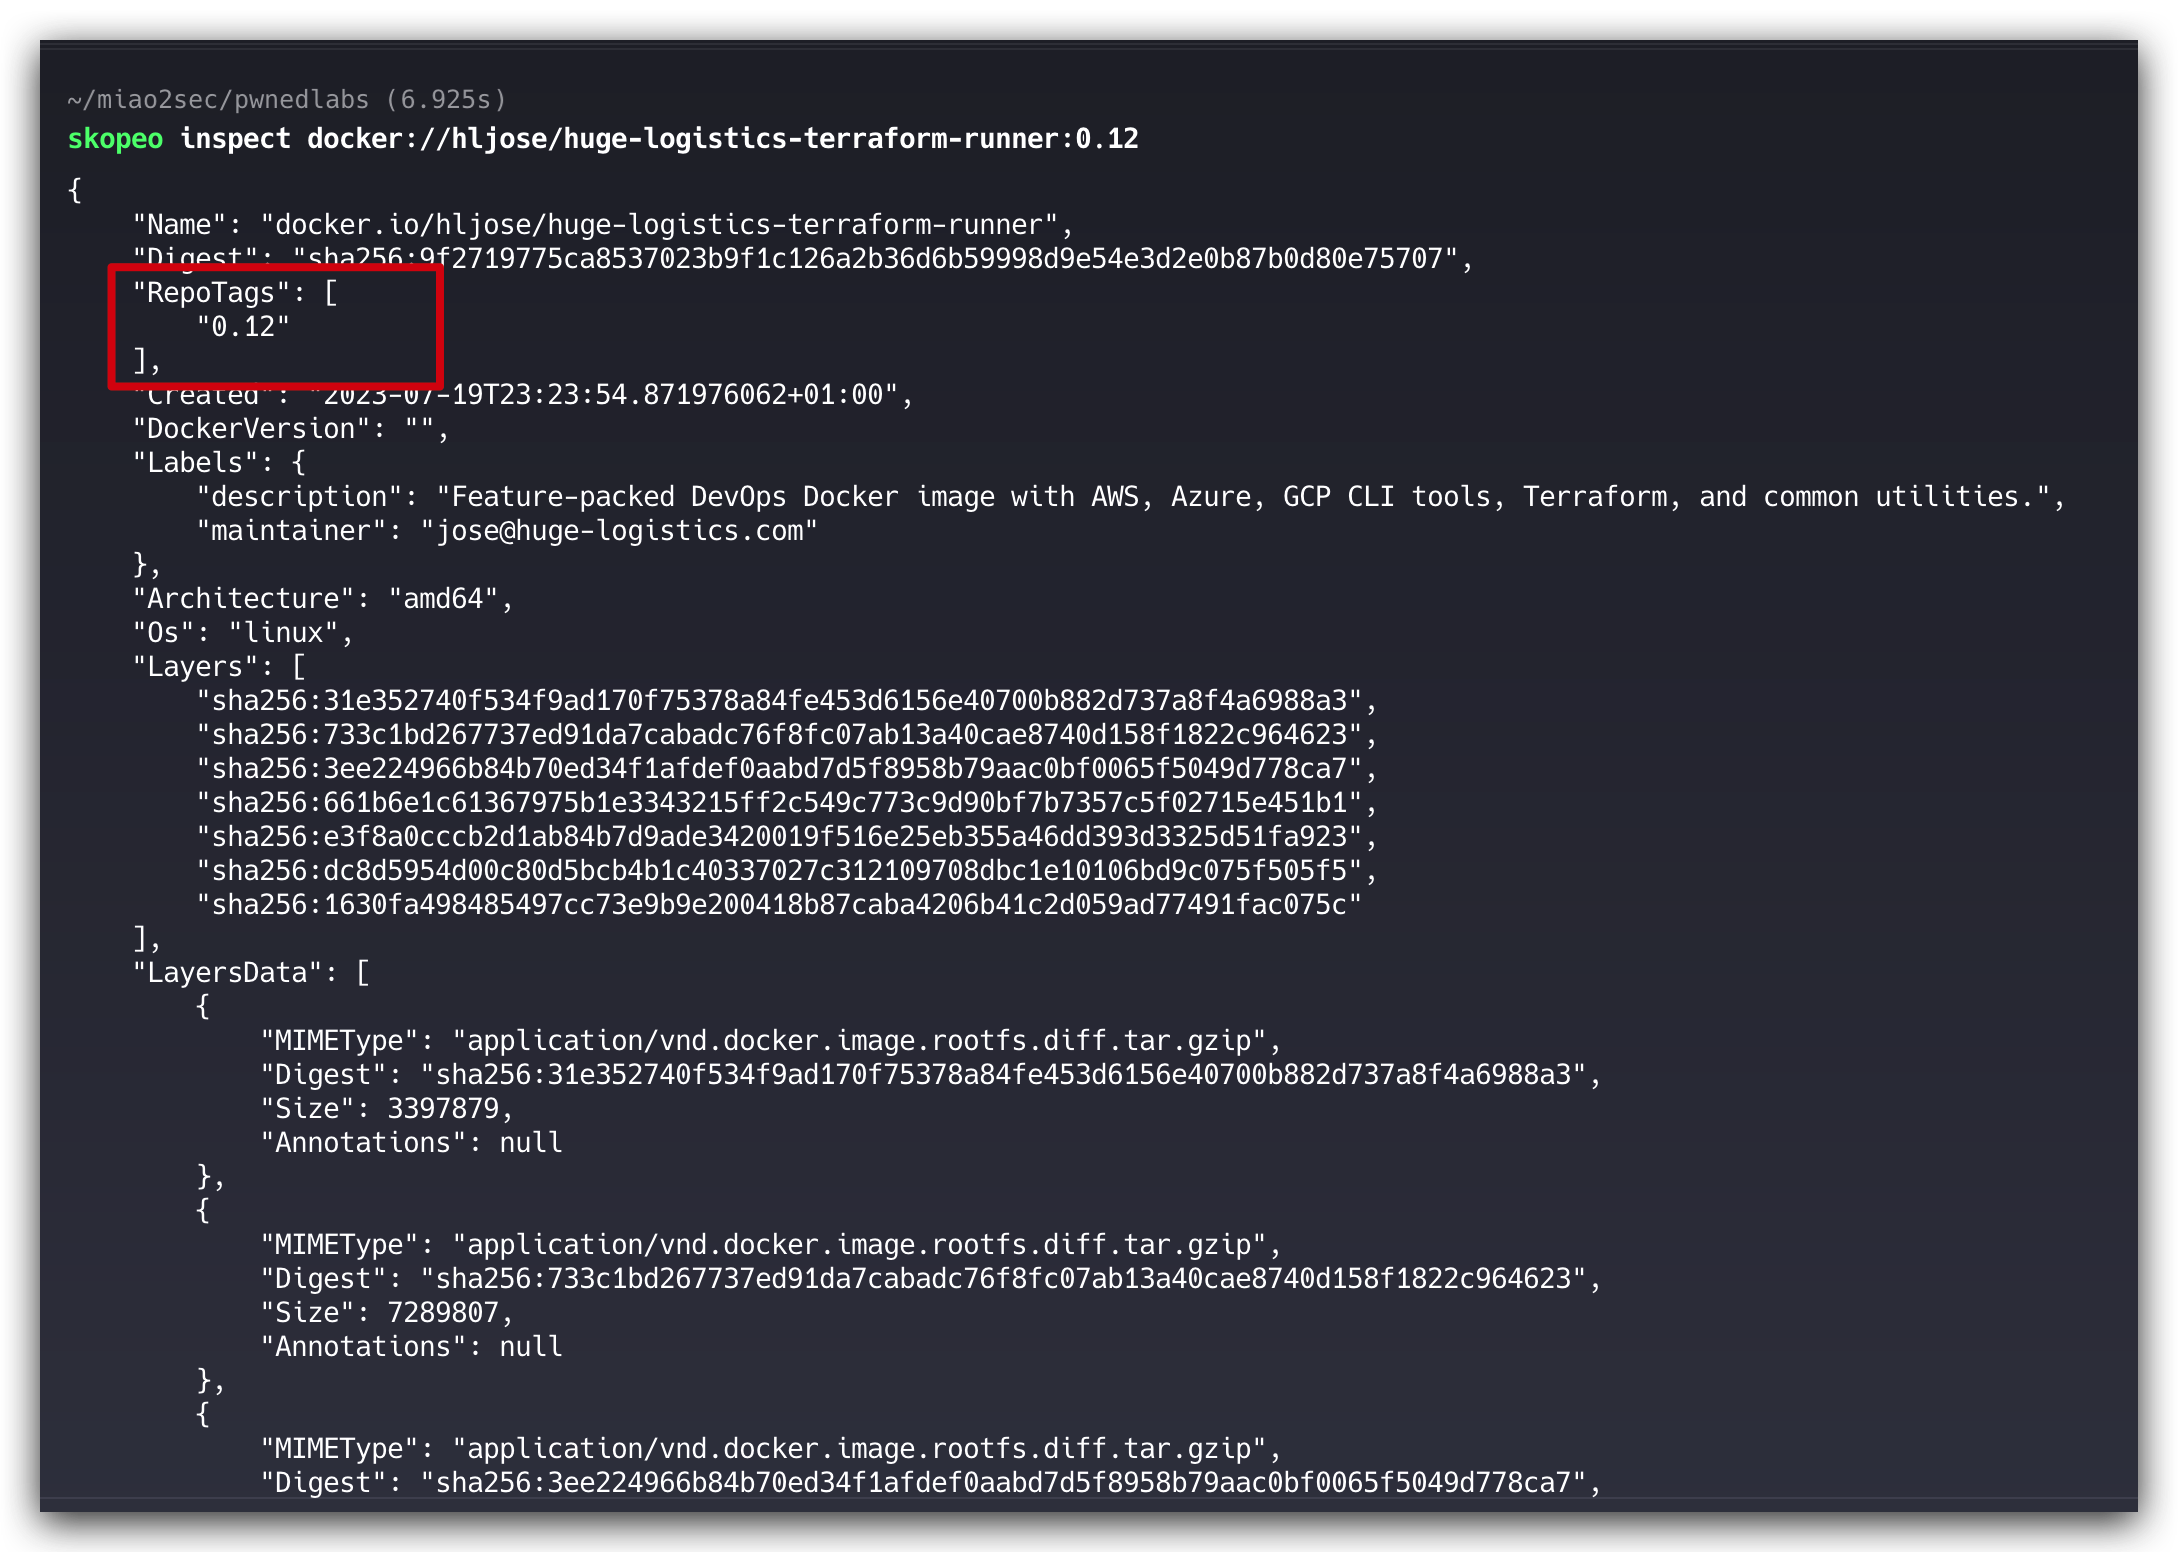 ~/miao2sec/pwnedlabs (6.925s)
skopeo inspect docker://hljose/huge-logistics-terraform-runner:0.12
{
    "Name": "docker.io/hljose/huge-logistics-terraform-runner",
    "Digest": "sha256:9f2719775ca8537023b9f1c126a2b36d6b59998d9e54e3d2e0b87b0d80e75707",
    "RepoTags": [
        "0.12"
    ],
    "Created": "2023-07-19T23:23:54.871976062+01:00",
    "DockerVersion": "",
    "Labels": {
        "description": "Feature-packed DevOps Docker image with AWS, Azure, GCP CLI tools, Terraform, and common utilities.",
        "maintainer": "jose@huge-logistics.com"
    },
    "Architecture": "amd64",
    "Os": "linux",
    "Layers": [
        "sha256:31e352740f534f9ad170f75378a84fe453d6156e40700b882d737a8f4a6988a3",
        "sha256:733c1bd267737ed91da7cabadc76f8fc07ab13a40cae8740d158f1822c964623",
        "sha256:3ee224966b84b70ed34f1afdef0aabd7d5f8958b79aac0bf0065f5049d778ca7",
        "sha256:661b6e1c61367975b1e3343215ff2c549c773c9d90bf7b7357c5f02715e451b1",
        "sha256:e3f8a0cccb2d1ab84b7d9ade3420019f516e25eb355a46dd393d3325d51fa923",
        "sha256:dc8d5954d00c80d5bcb4b1c40337027c312109708dbc1e10106bd9c075f505f5",
        "sha256:1630fa498485497cc73e9b9e200418b87caba4206b41c2d059ad77491fac075c"
    ],
    "LayersData": [
        {
            "MIMEType": "application/vnd.docker.image.rootfs.diff.tar.gzip",
            "Digest": "sha256:31e352740f534f9ad170f75378a84fe453d6156e40700b882d737a8f4a6988a3",
            "Size": 3397879,
            "Annotations": null
        },
        {
            "MIMEType": "application/vnd.docker.image.rootfs.diff.tar.gzip",
            "Digest": "sha256:733c1bd267737ed91da7cabadc76f8fc07ab13a40cae8740d158f1822c964623",
            "Size": 7289807,
            "Annotations": null
        },
        {
            "MIMEType": "application/vnd.docker.image.rootfs.diff.tar.gzip",
            "Digest": "sha256:3ee224966b84b70ed34f1afdef0aabd7d5f8958b79aac0bf0065f5049d778ca7",